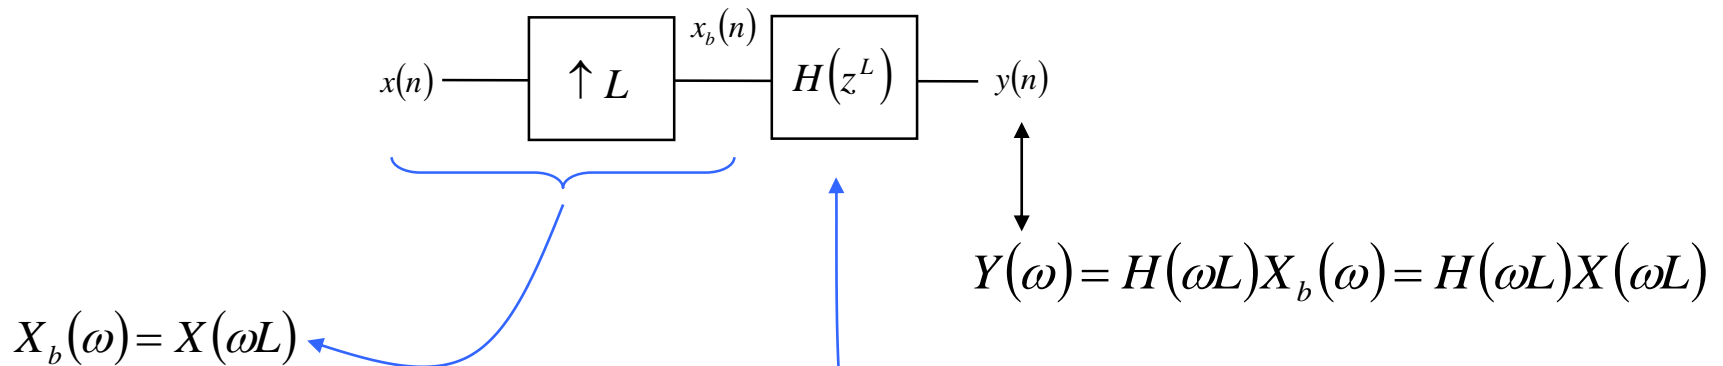 x(n) ↑ L x_b(n) H(z^L) y(n)
Y(ω) = H(ωL)X_b(ω) = H(ωL)X(ωL)
X_b(ω) = X(ωL)